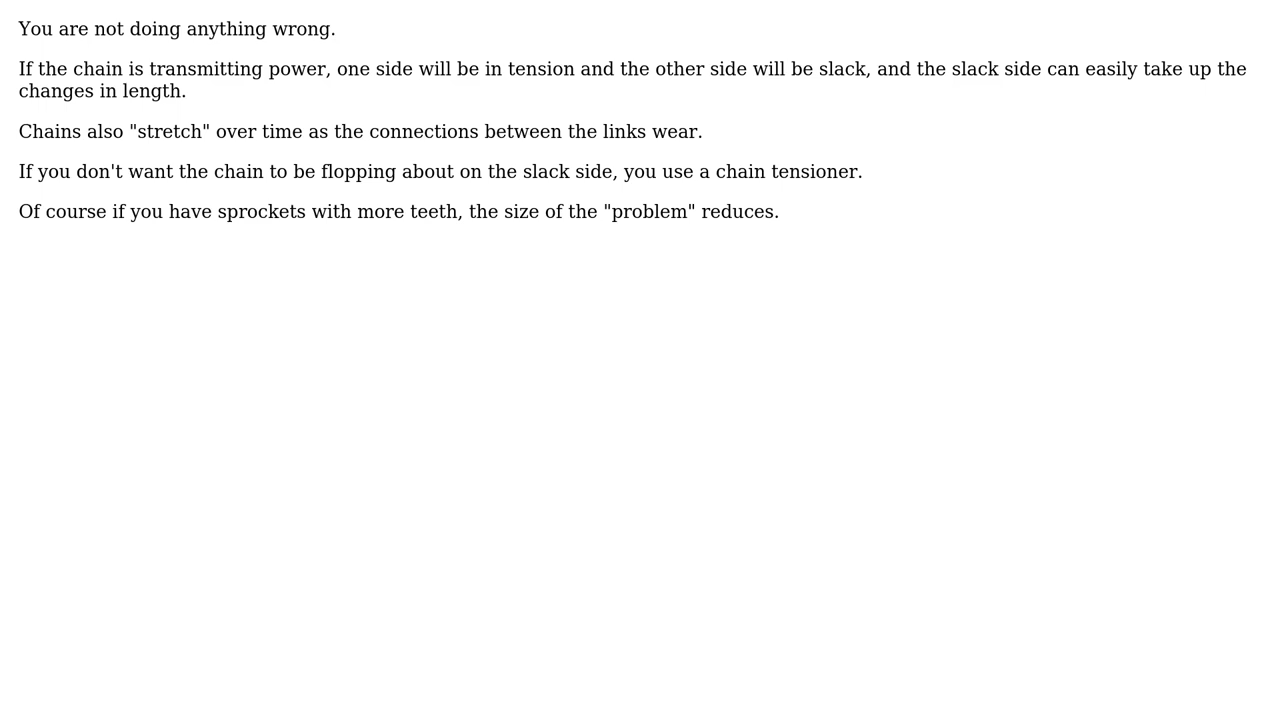 You are not doing anything wrong.
If the chain is transmitting power, one side will be in tension and the other side will be slack, and the slack side can easily take up the
changes in length.
Chains also "stretch" over time as the connections between the links wear.
If you don't want the chain to be flopping about on the slack side, you use a chain tensioner.
Of course if you have sprockets with more teeth, the size of the "problem" reduces.